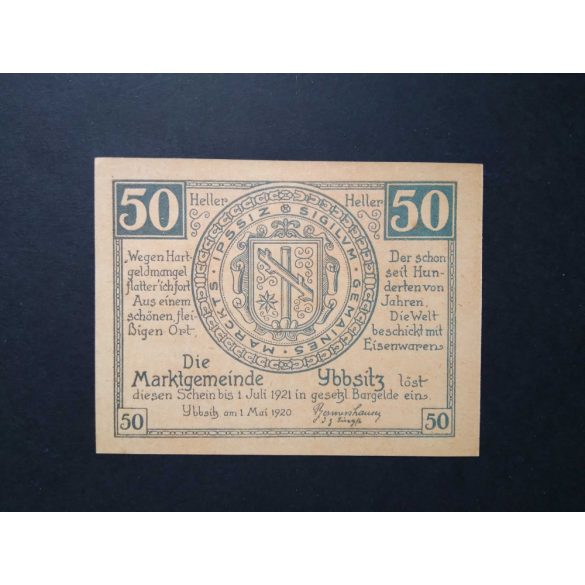 50 Heller Heller 50
Wegen Hart-
geldmangel
flatter'ich fort
Aus einem
schönen, flei-
ßigen Ort.
SIGILVM · GEMAINES · MARCKTS · IPSSIZ
Der schon
seit Hun-
derten von
Jahren.
Die Welt
beschickt mit
Eisenwaren
Die
Marktgemeinde Ybbsitz löst
diesen Schein bis 1 Juli 1921 in gesetzl Bargelde ein.
50 Ybbsitz am 1 Mai 1920 50